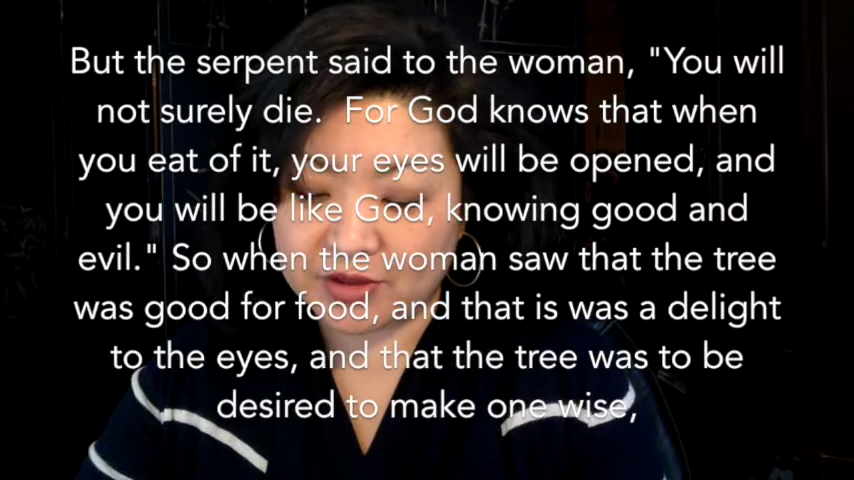 But the serpent said to the woman, "You will
not surely die.  For God knows that when
you eat of it, your eyes will be opened, and
you will be like God, knowing good and
evil." So when the woman saw that the tree
was good for food, and that is was a delight
to the eyes, and that the tree was to be
desired to make one wise,